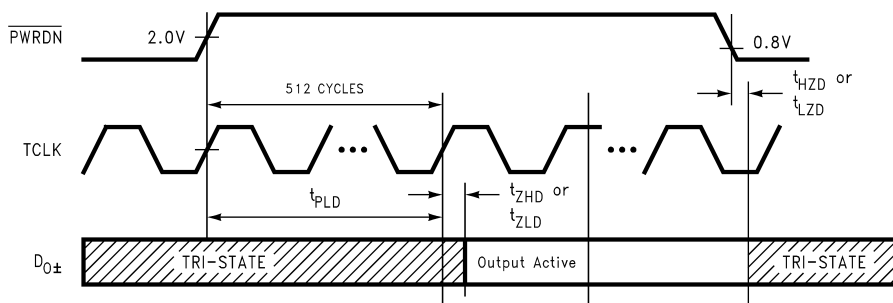 PWRDN
2.0V
0.8V
512 CYCLES
tHZD or
tLZD
TCLK
•••
•••
tPLD
tZHD or
tZLD
DO±
TRI-STATE
Output Active
TRI-STATE